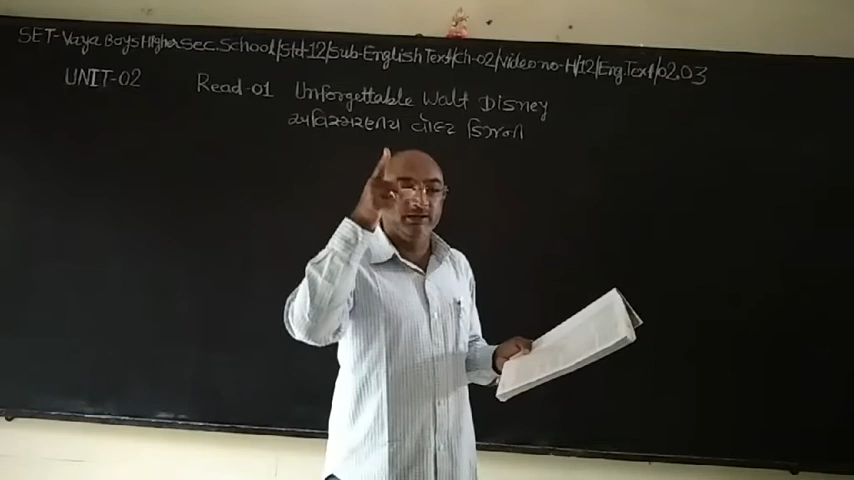 SET-Vaya Boys Higher Sec. School/Std-12/Sub-English Text/Ch-02/Video no-H/12/Eng.Text/02.03
UNIT-02 Read-01 Unforgettable Walt Disney
અવિસ્મરણીય વોલ્ટ ડિઝની